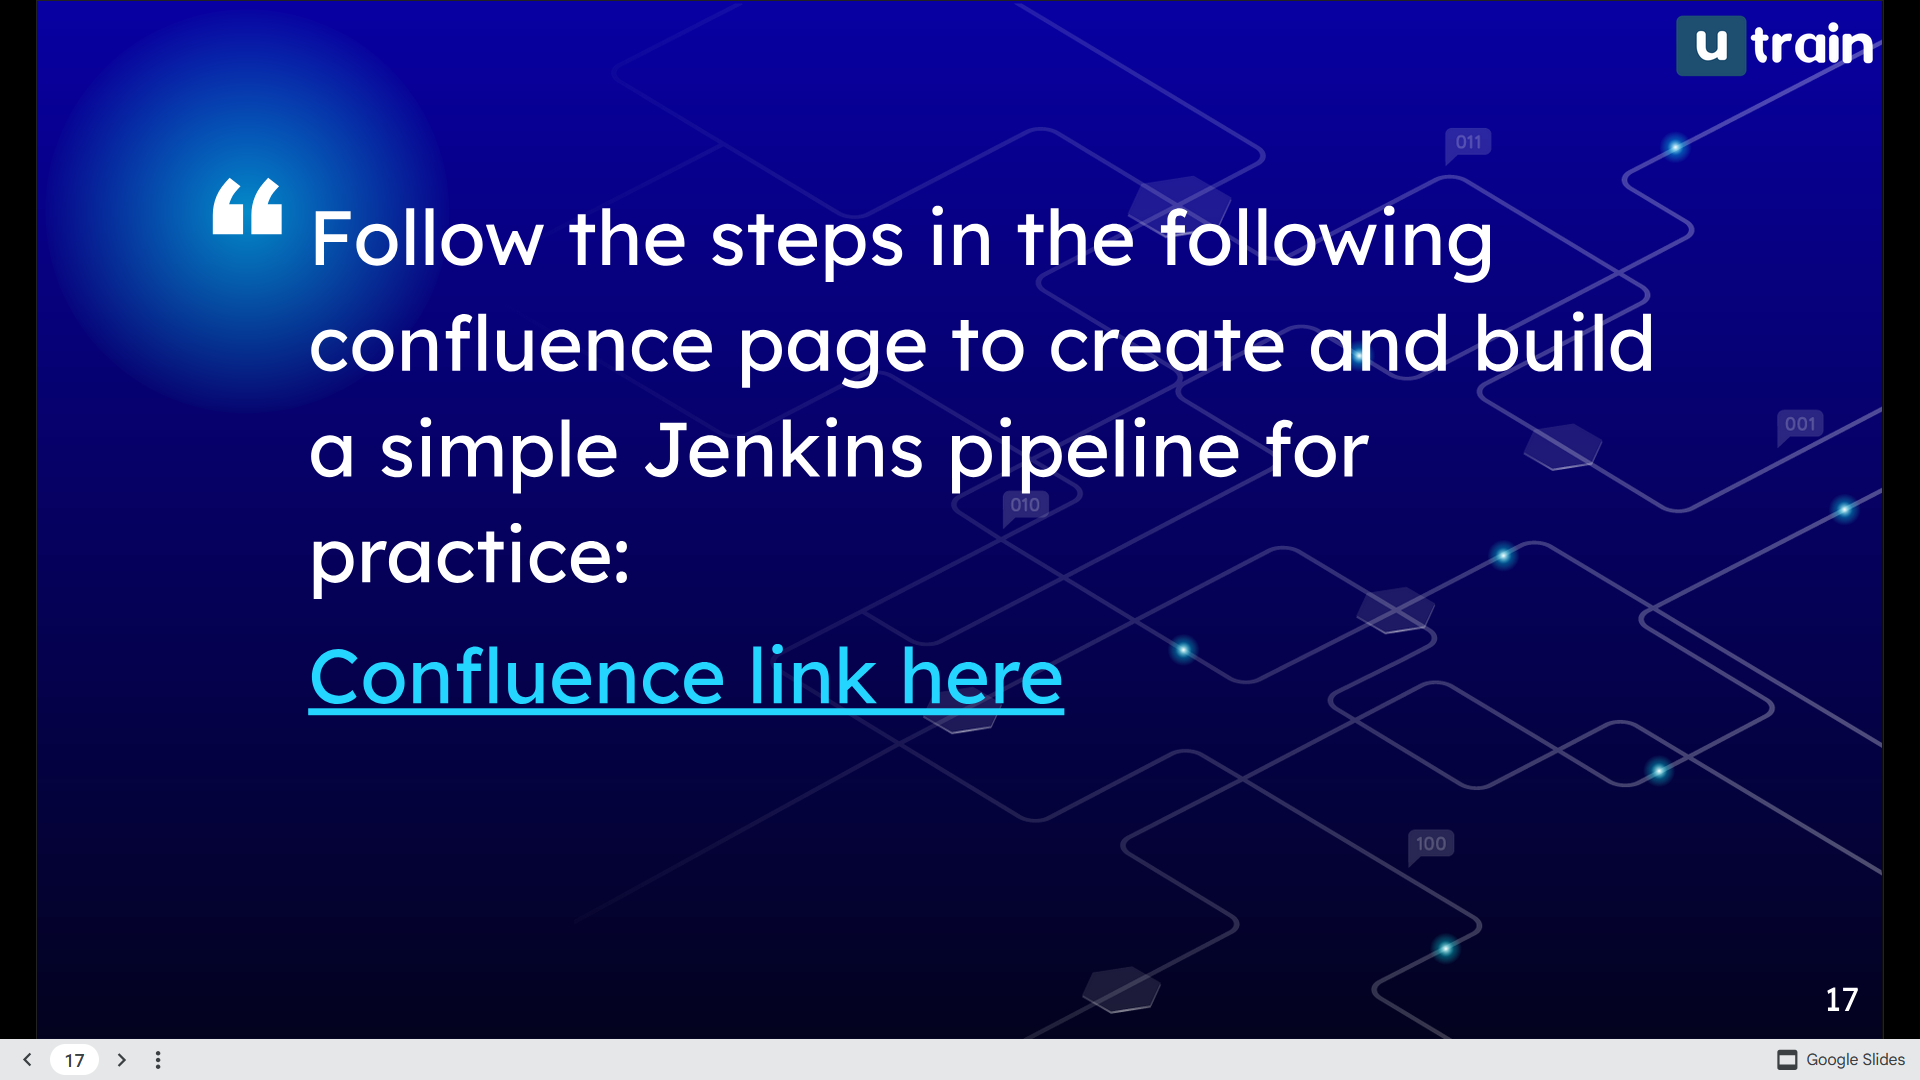 u train
011
“ Follow the steps in the following
confluence page to create and build
a simple Jenkins pipeline for
practice:
Confluence link here
001
010
100
17
17
Google Slides